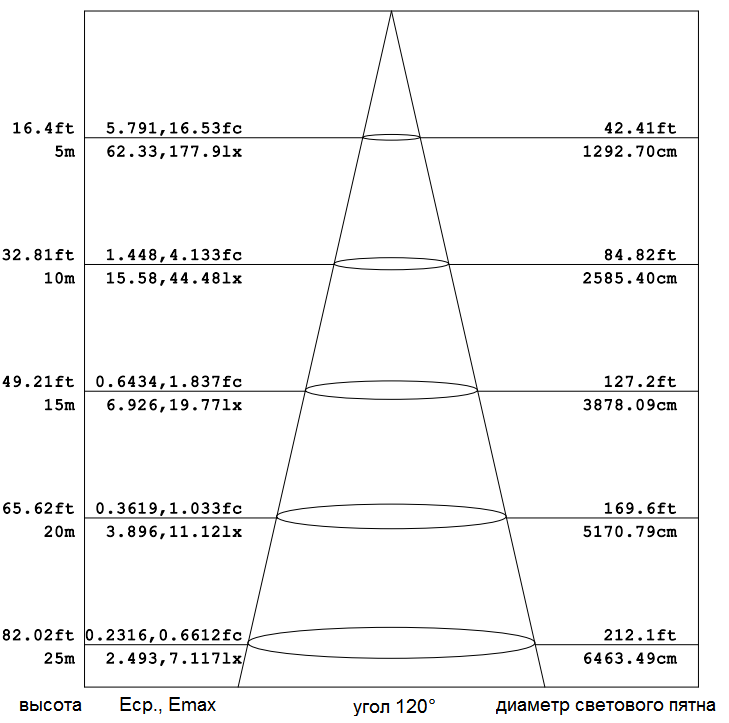 16.4ft 5.791,16.53fc 42.41ft
5m 62.33,177.9lx 1292.70cm
32.81ft 1.448,4.133fc 84.82ft
10m 15.58,44.48lx 2585.40cm
49.21ft 0.6434,1.837fc 127.2ft
15m 6.926,19.77lx 3878.09cm
65.62ft 0.3619,1.033fc 169.6ft
20m 3.896,11.12lx 5170.79cm
82.02ft 0.2316,0.6612fc 212.1ft
25m 2.493,7.117lx 6463.49cm
высота Eср., Emax угол 120° диаметр светового пятна